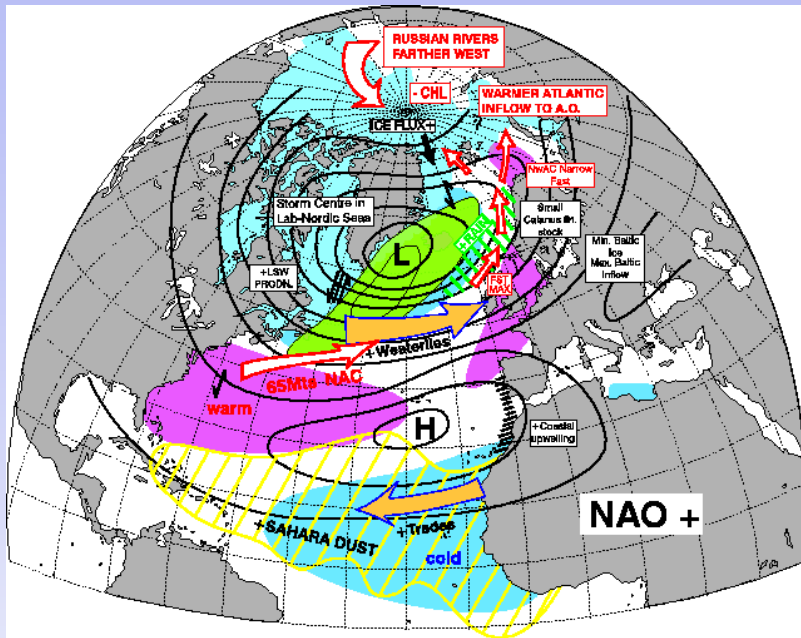 RUSSIAN RIVERS
FARTHER WEST
- CHL
WARMER ATLANTIC
INFLOW TO A.O.
ICE FLUX+
?
NwAC Narrow
Fast
Storm Centre in
Lab-Nordic Seas
Small
Calanus fin.
stock
+ RAIN
Min. Baltic
Ice
Max. Baltic
Inflow
L
+LSW
PRODN.
FST
MAX
+ Westerlies
65Mts NAC
warm
H
+Coastal
upwelling
NAO +
+SAHARA DUST
+Trades
cold